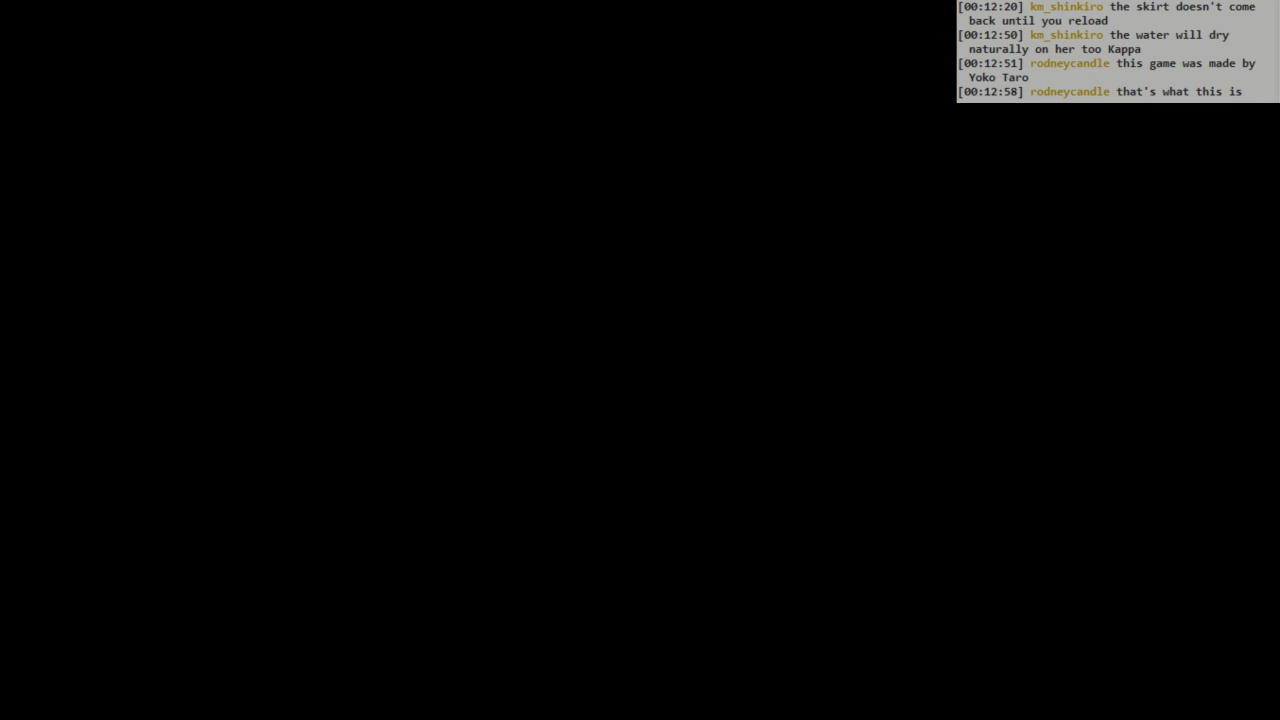 [00:12:20] km_shinkiro the skirt doesn't come
back until you reload
[00:12:50] km_shinkiro the water will dry
naturally on her too Kappa
[00:12:51] rodneycandle this game was made by
Yoko Taro
[00:12:58] rodneycandle that's what this is